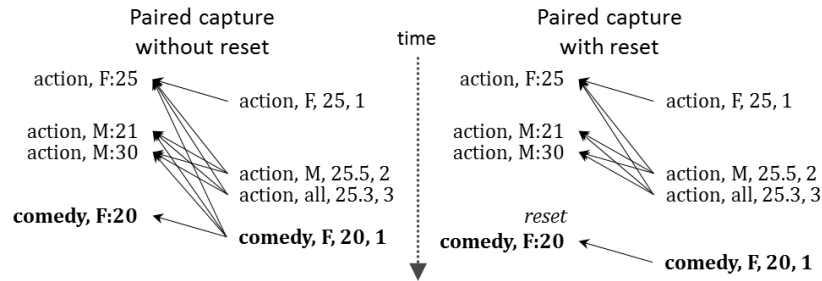 Paired capture
without reset
action, F:25
action, F, 25, 1
action, M:21
action, M:30
action, M, 25.5, 2
action, all, 25.3, 3
comedy, F:20
comedy, F, 20, 1
time
Paired capture
with reset
action, F:25
action, F, 25, 1
action, M:21
action, M:30
action, M, 25.5, 2
action, all, 25.3, 3
reset
comedy, F:20
comedy, F, 20, 1